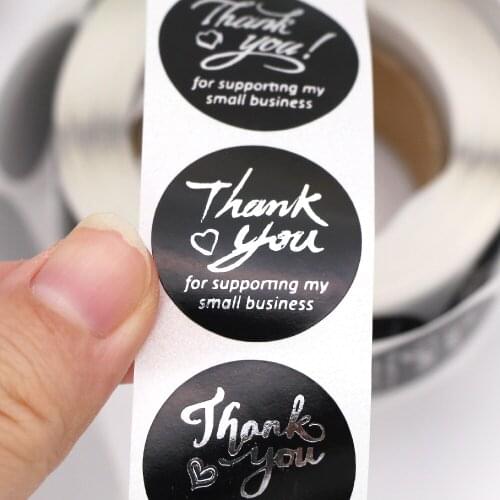 Thank
you!
for supporting my
small business
Thank
you
for supporting my
small business
Thank
you